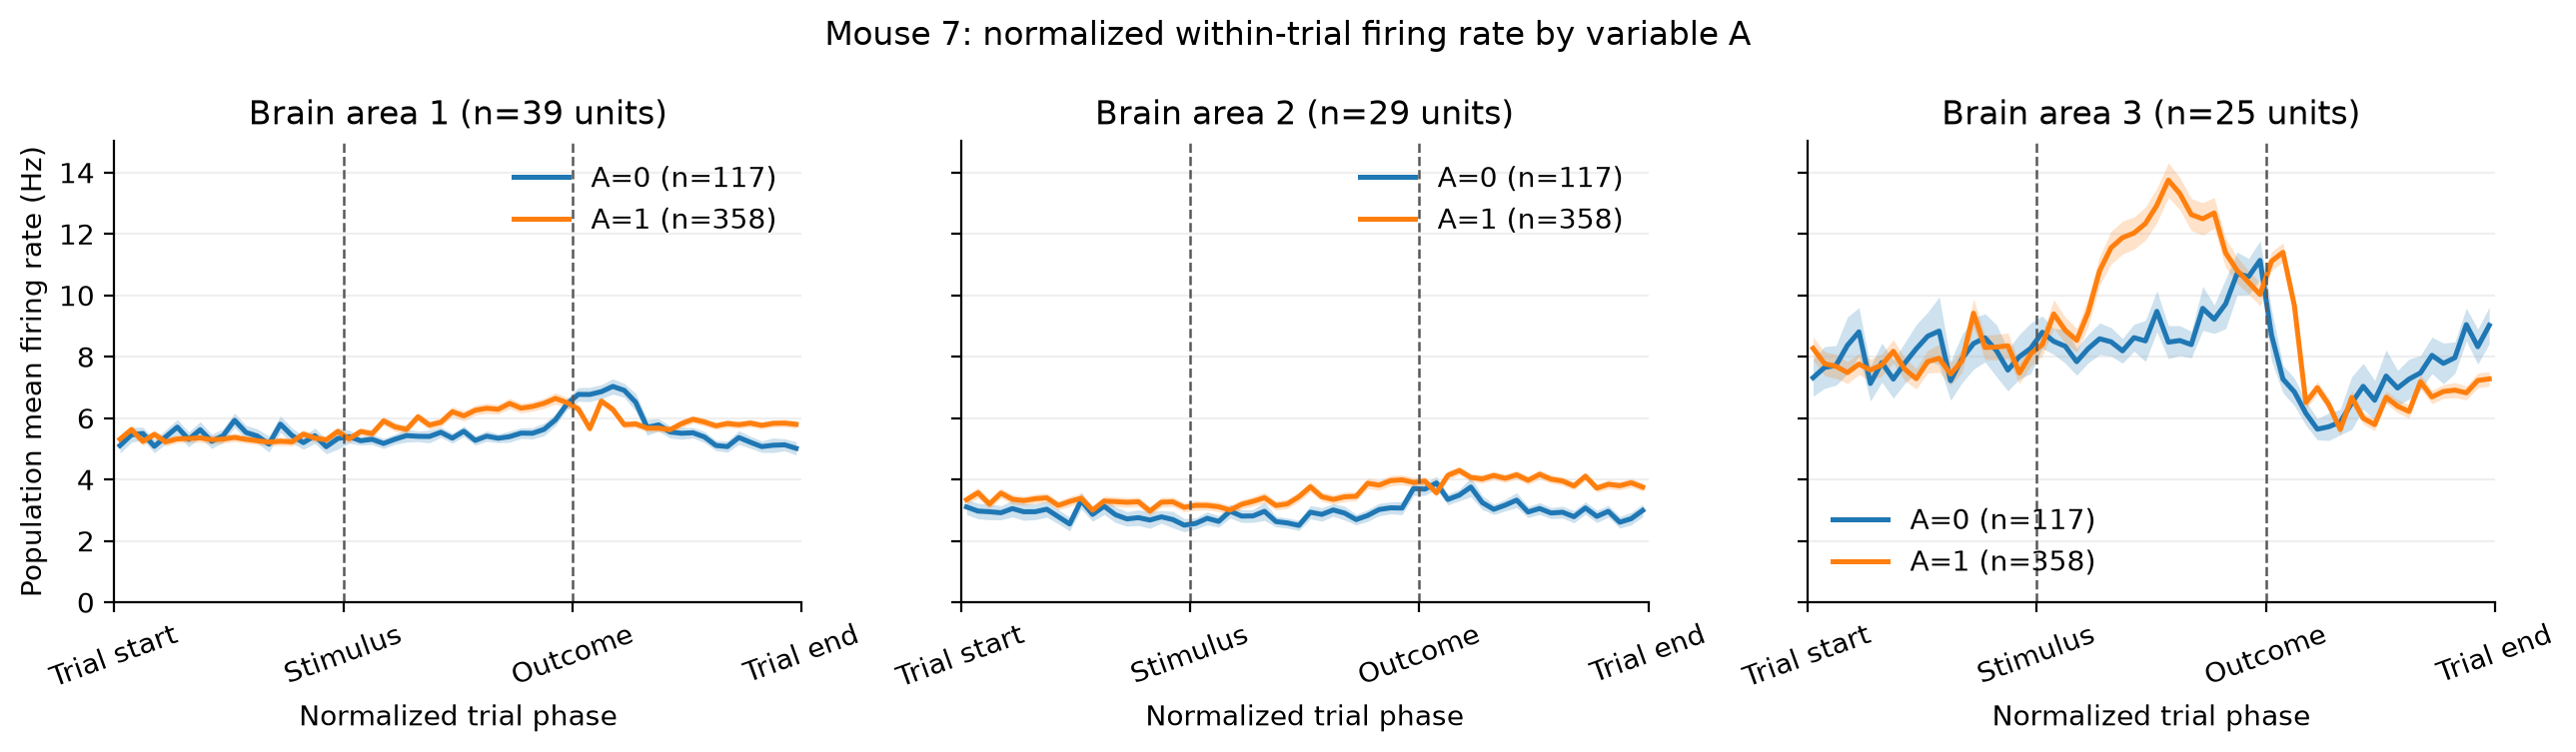 Mouse 7: normalized within-trial firing rate by variable A
Brain area 1 (n=39 units)
Population mean firing rate (Hz)
14
12
10
8
6
4
2
0
A=0 (n=117)
A=1 (n=358)
Trial start
Stimulus
Outcome
Trial end
Normalized trial phase
Brain area 2 (n=29 units)
A=0 (n=117)
A=1 (n=358)
Trial start
Stimulus
Outcome
Trial end
Normalized trial phase
Brain area 3 (n=25 units)
A=0 (n=117)
A=1 (n=358)
Trial start
Stimulus
Outcome
Trial end
Normalized trial phase